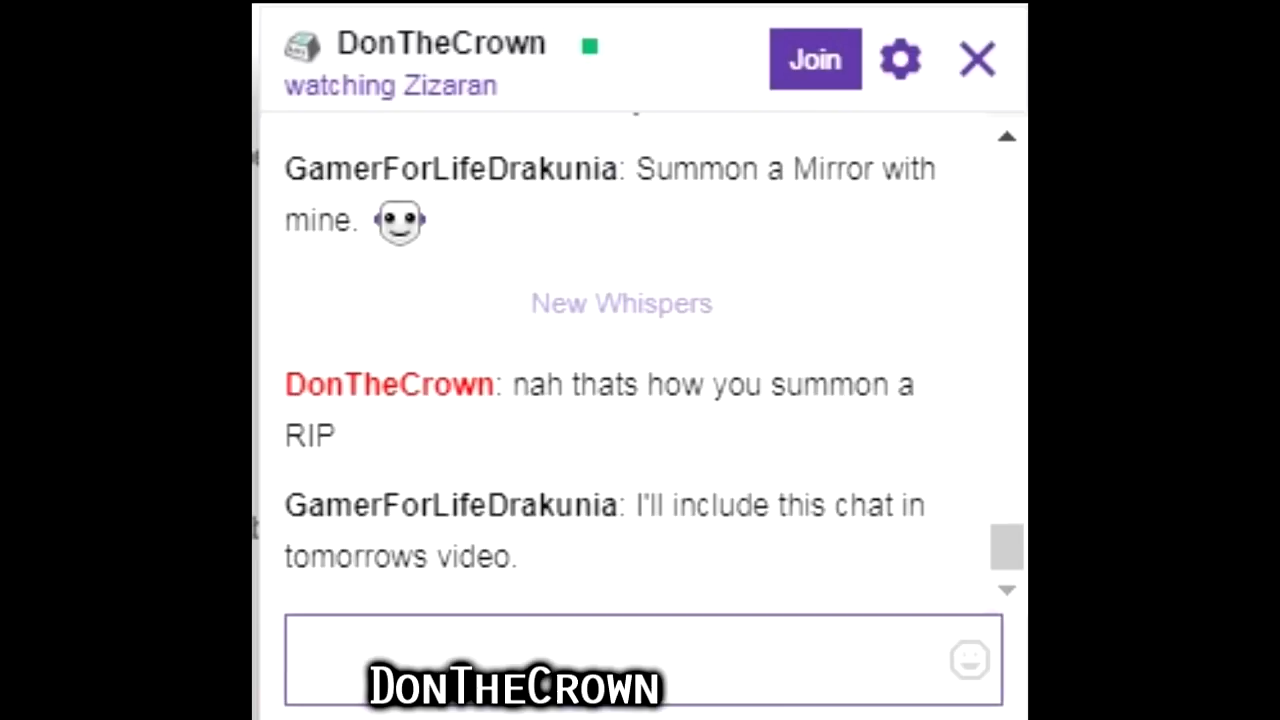 DonTheCrown
watching Zizaran
Join
GamerForLifeDrakunia: Summon a Mirror with
mine.
New Whispers
DonTheCrown: nah thats how you summon a
RIP
GamerForLifeDrakunia: I'll include this chat in
tomorrows video.
DonTheCrown